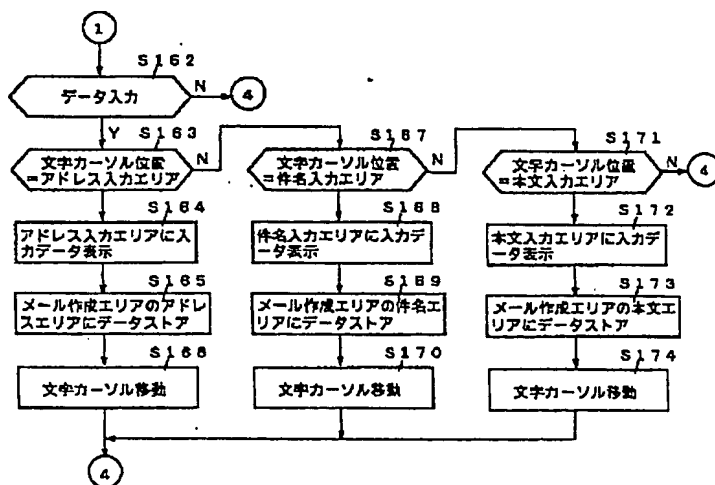 1
S162
データ入力
N
4
Y
S163
文字カーソル位置
=アドレス入力エリア
N
S164
アドレス入力エリアに入
力データ表示
S165
メール作成エリアのアドレ
スエリアにデータストア
S166
文字カーソル移動
4
S167
文字カーソル位置
=件名入力エリア
N
S168
件名入力エリアに入力デー
タ表示
S169
メール作成エリアの件名エ
リアにデータストア
S170
文字カーソル移動
S171
文字カーソル位置
=本文入力エリア
N
4
S172
本文入力エリアに入力デー
タ表示
S173
メール作成エリアの本文エ
リアにデータストア
S174
文字カーソル移動